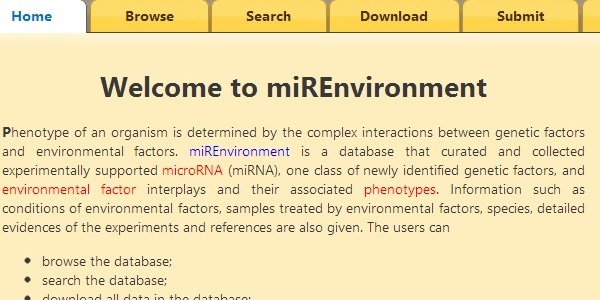 Home Browse Search Download Submit
Welcome to miREnvironment
Phenotype of an organism is determined by the complex interactions between genetic factors
and environmental factors. miREnvironment is a database that curated and collected
experimentally supported microRNA (miRNA), one class of newly identified genetic factors, and
environmental factor interplays and their associated phenotypes. Information such as
conditions of environmental factors, samples treated by environmental factors, species, detailed
evidences of the experiments and references are also given. The users can
browse the database;
search the database;
download all data in the database;